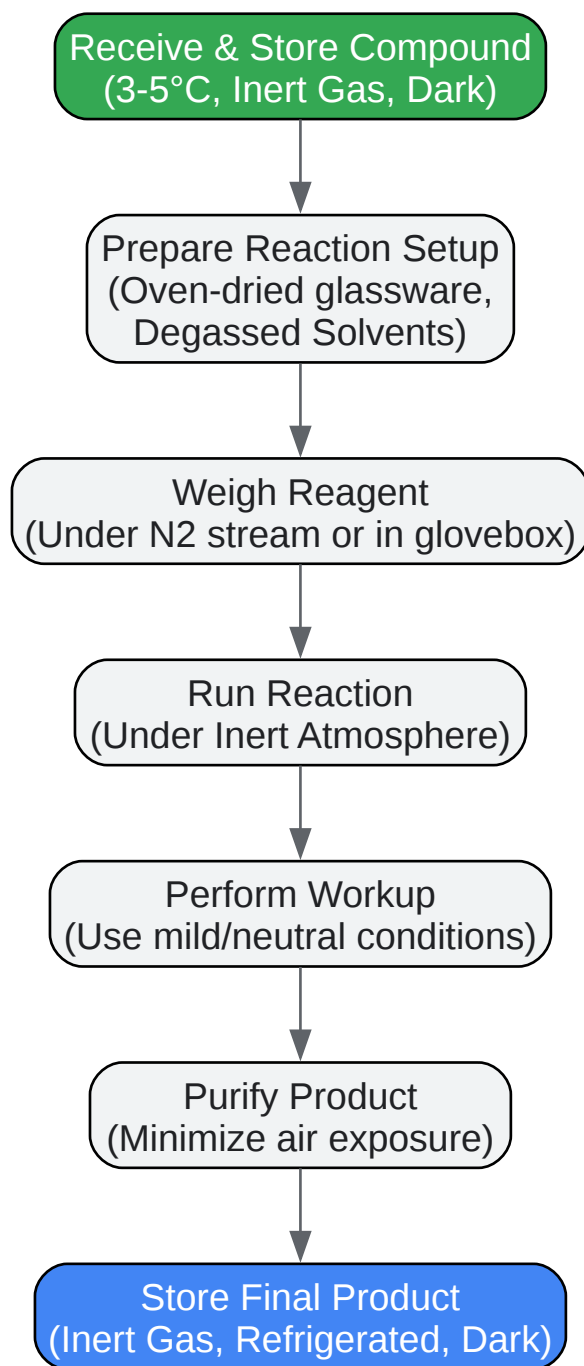 Receive & Store Compound
(3-5°C, Inert Gas, Dark)
Prepare Reaction Setup
(Oven-dried glassware,
Degassed Solvents)
Weigh Reagent
(Under N2 stream or in glovebox)
Run Reaction
(Under Inert Atmosphere)
Perform Workup
(Use mild/neutral conditions)
Purify Product
(Minimize air exposure)
Store Final Product
(Inert Gas, Refrigerated, Dark)